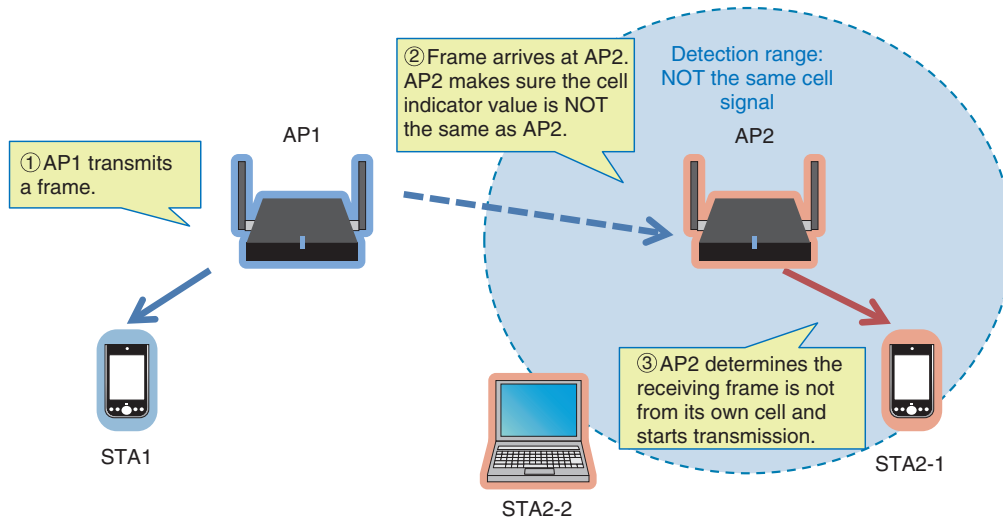 ②Frame arrives at AP2.
AP2 makes sure the cell
indicator value is NOT
the same as AP2.
Detection range:
NOT the same cell
signal
AP1
AP2
①AP1 transmits
a frame.
③AP2 determines the
receiving frame is not
from its own cell and
starts transmission.
STA1
STA2-1
STA2-2